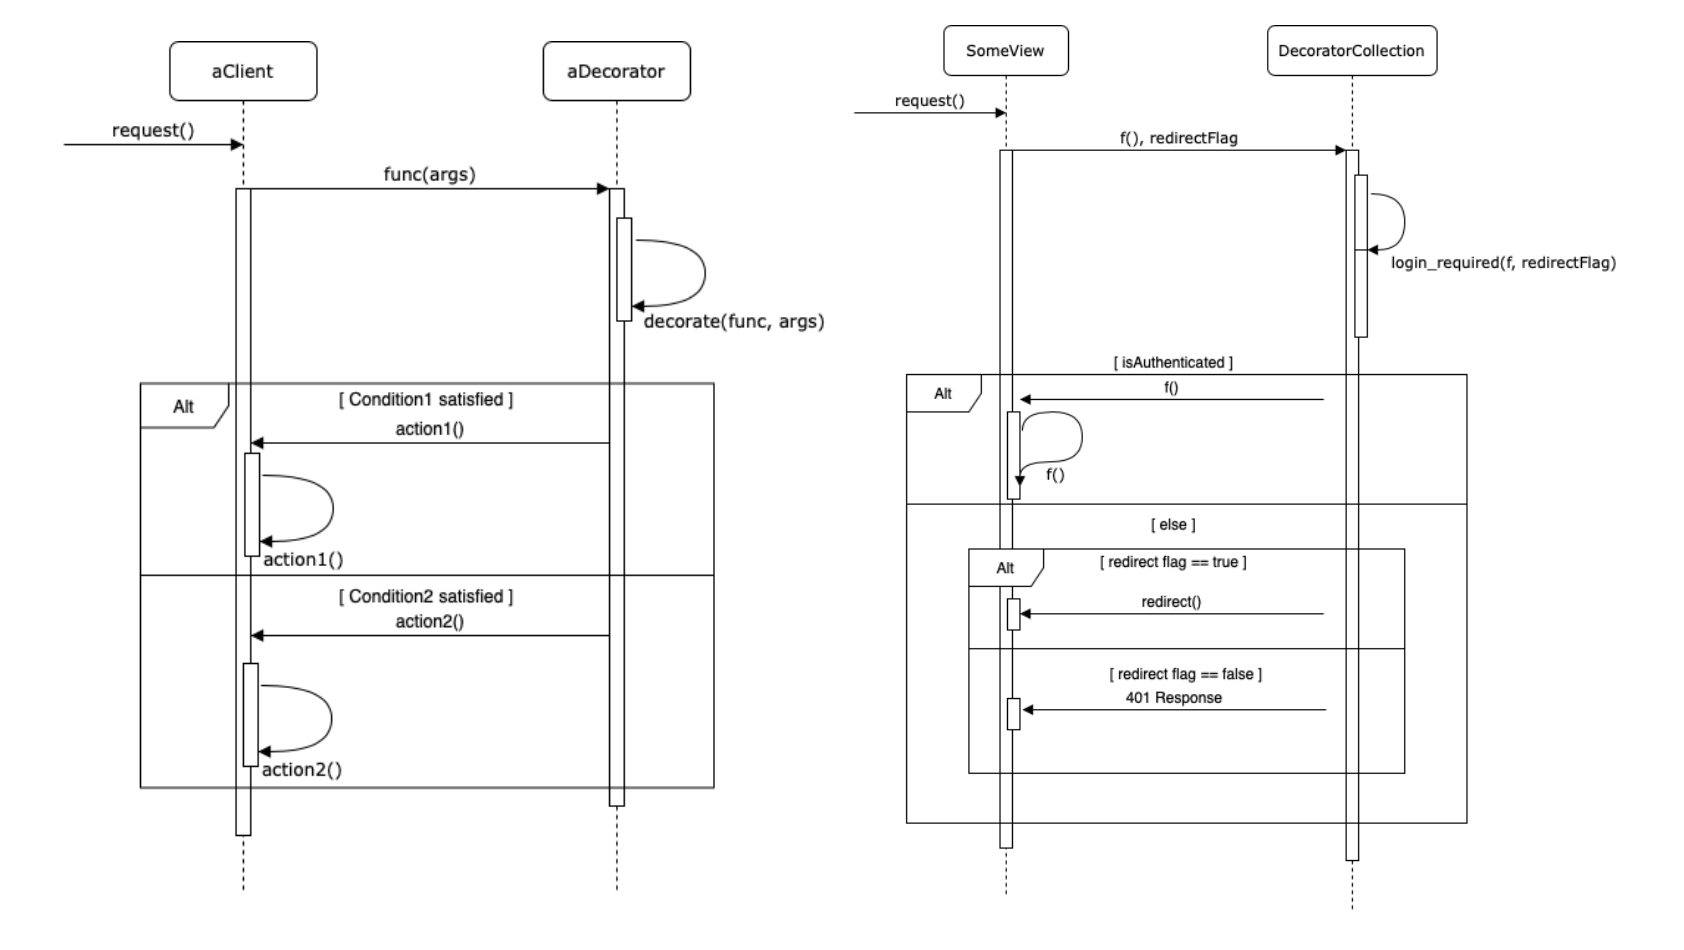 aClient
aDecorator
request()
func(args)
decorate(func, args)
Alt
[ Condition1 satisfied ]
action1()
action1()
[ Condition2 satisfied ]
action2()
action2()
SomeView
DecoratorCollection
request()
f(), redirectFlag
login_required(f, redirectFlag)
[ isAuthenticated ]
Alt
f()
f()
[ else ]
Alt
[ redirect flag == true ]
redirect()
[ redirect flag == false ]
401 Response